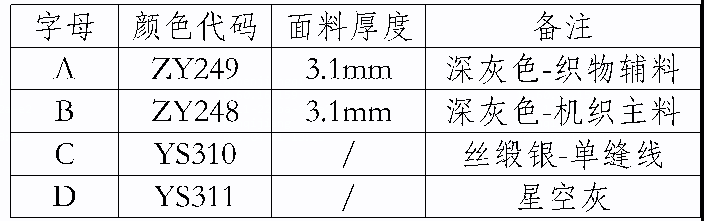 字母 颜色代码 面料厚度 备注
A ZY249 3.1mm 深灰色-织物辅料
B ZY248 3.1mm 深灰色-机织主料
C YS310 / 丝缎银-单缝线
D YS311 / 星空灰